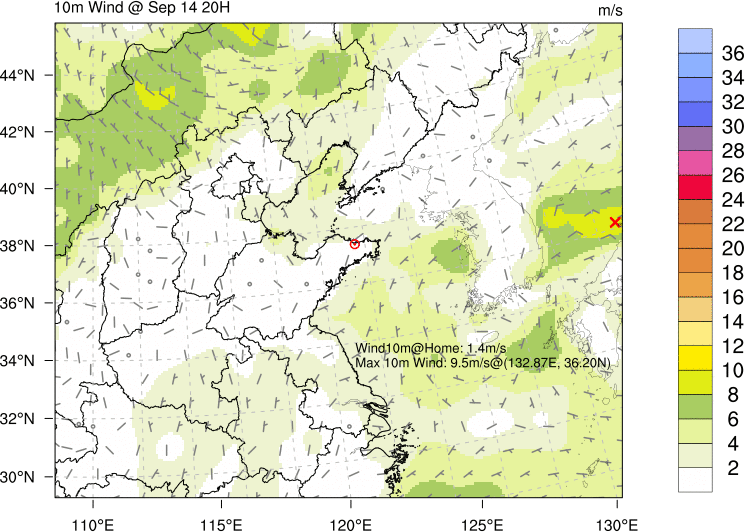 10m Wind @ Sep 14 20H
m/s
44°N
42°N
40°N
38°N
36°N
34°N
32°N
30°N
110°E
115°E
120°E
125°E
130°E
Wind10m@Home: 1.4m/s
Max 10m Wind: 9.5m/s@(132.87E, 36.20N)
36
34
32
30
28
26
24
22
20
18
16
14
12
10
8
6
4
2